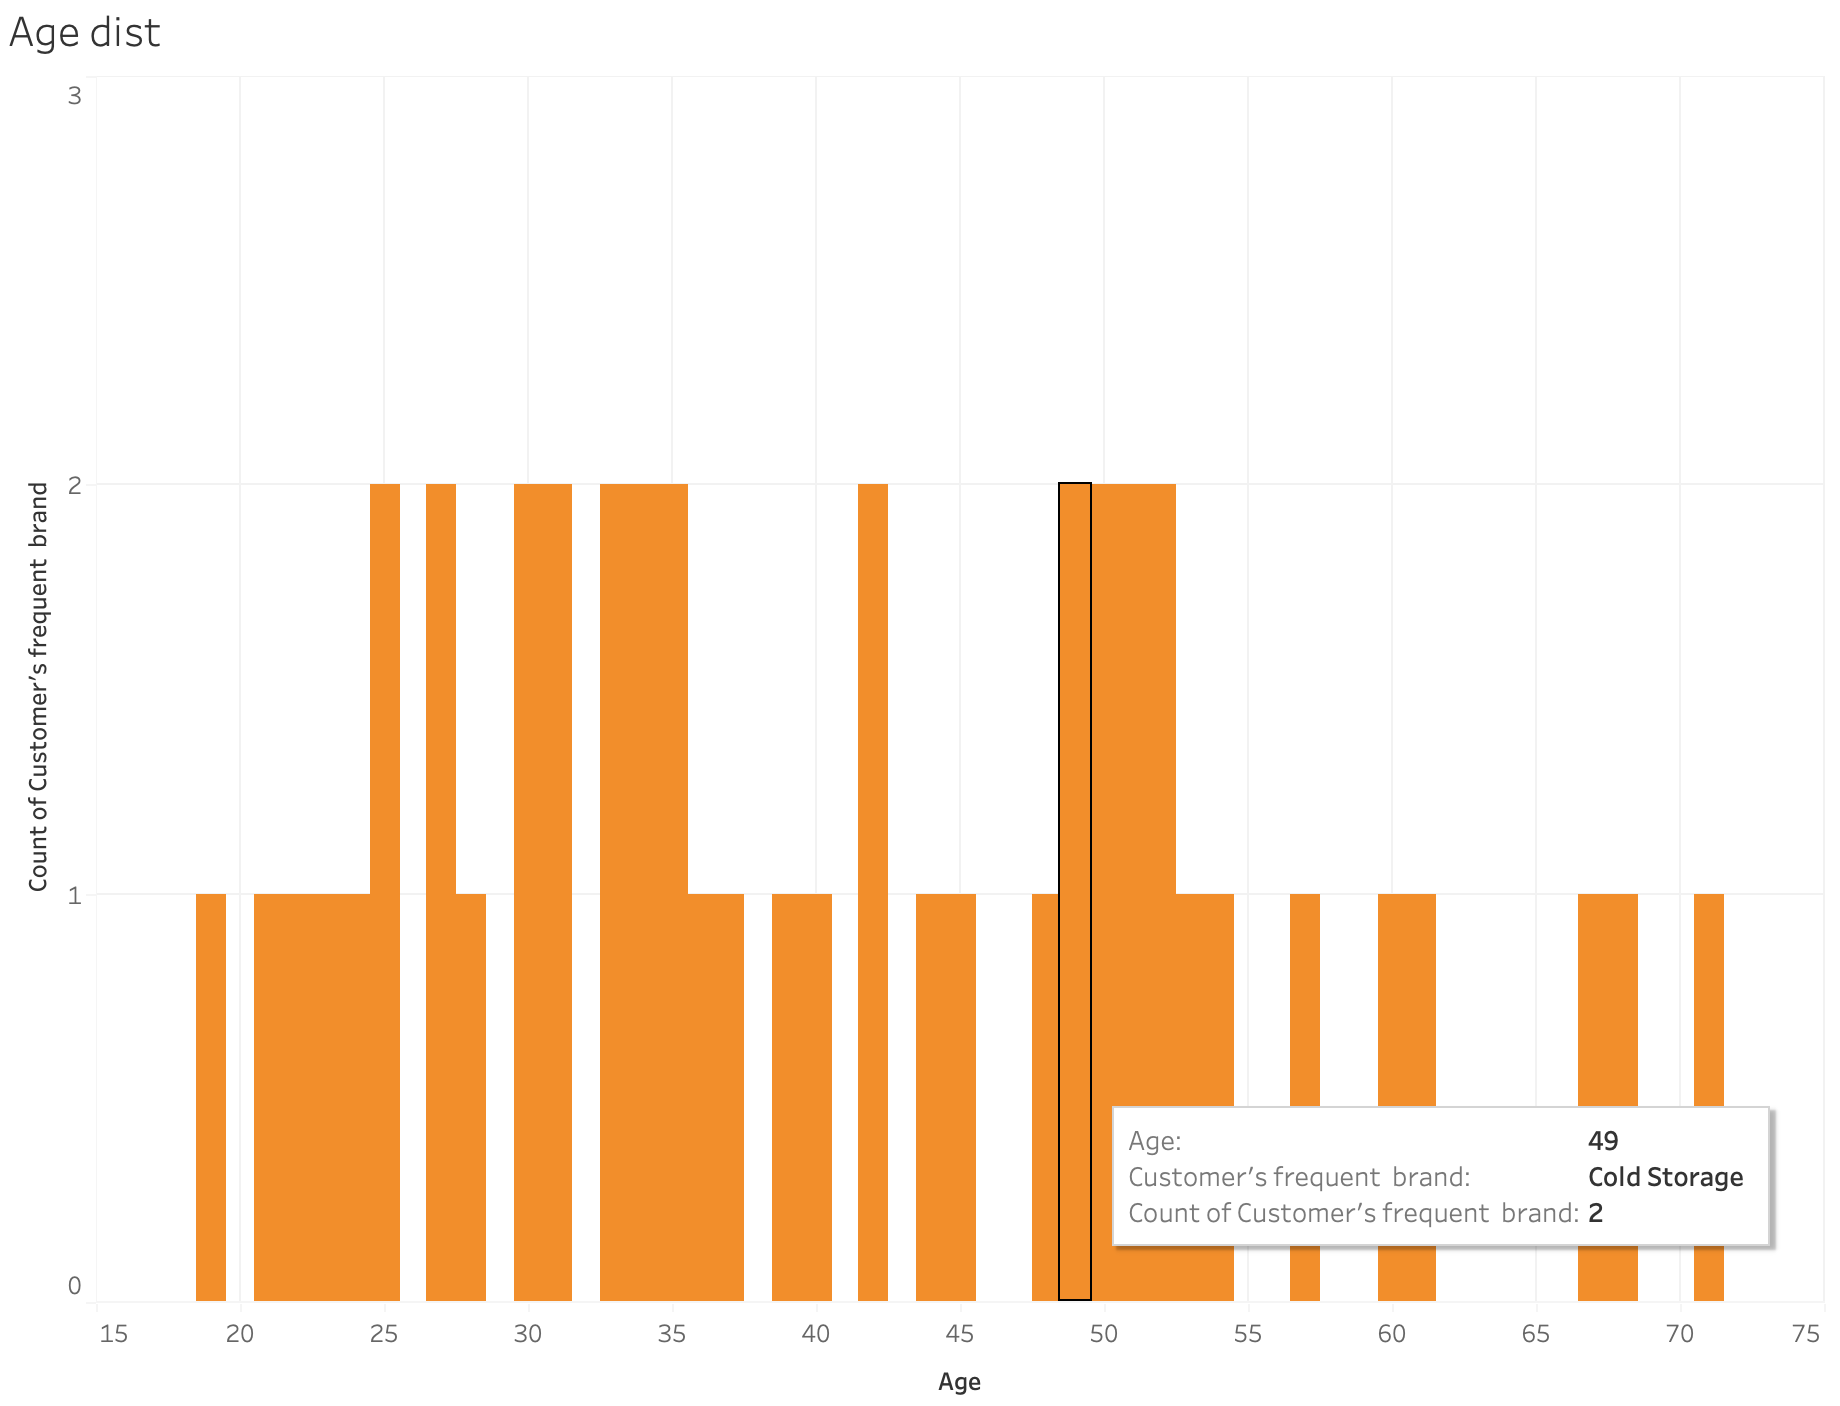 Age dist
3
2
1
0
Count of Customer's frequent brand
Age: 49
Customer's frequent brand: Cold Storage
Count of Customer's frequent brand: 2
15 20 25 30 35 40 45 50 55 60 65 70 75
Age